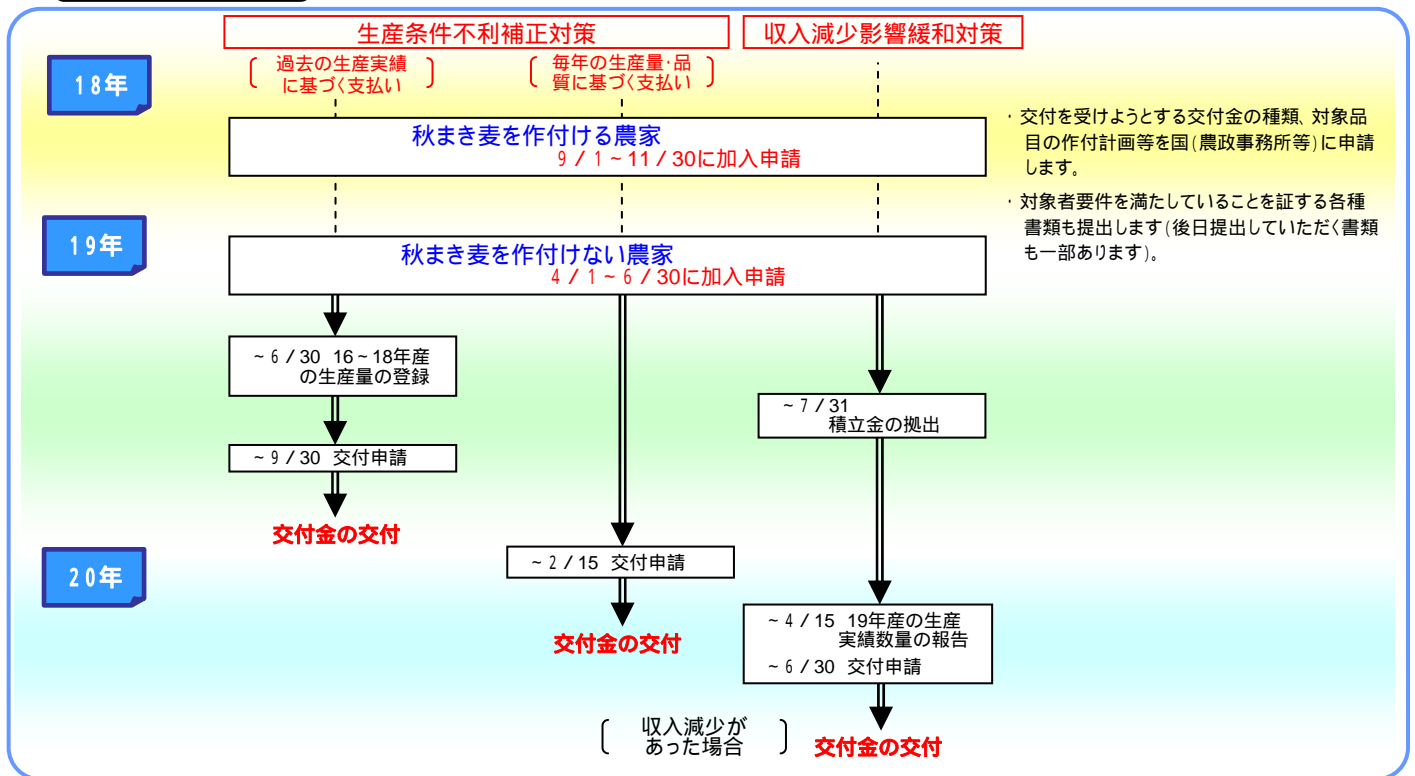 生産条件不利補正対策
収入減少影響緩和対策
過去の生産実績
に基づく支払い
毎年の生産量・品
質に基づく支払い
18年
秋まき麦を作付ける農家
9/1~11/30に加入申請
・交付を受けようとする交付金の種類、対象品
目の作付計画等を国(農政事務所等)に申請
します。
・対象者要件を満たしていることを証する各種
書類も提出します(後日提出していただく書類
も一部あります)。
19年
秋まき麦を作付けない農家
4/1~6/30に加入申請
~6/30 16~18年産
の生産量の登録
~7/31
積立金の拠出
~9/30 交付申請
交付金の交付
20年
~2/15 交付申請
交付金の交付
~4/15 19年産の生産
実績数量の報告
~6/30 交付申請
収入減少が
あった場合
交付金の交付